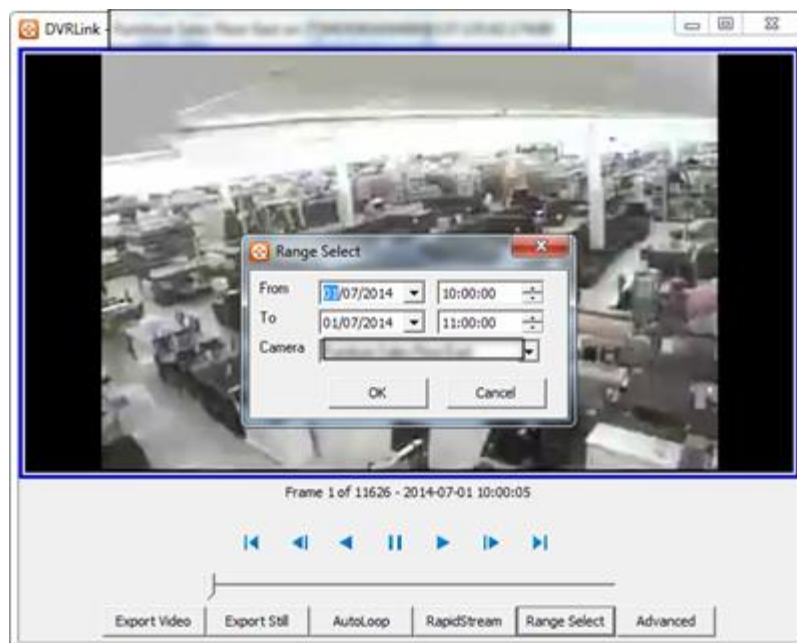 DVRLink -
Range Select
From 01/07/2014 10:00:00
To 01/07/2014 11:00:00
Camera
OK Cancel
Frame 1 of 11626 - 2014-07-01 10:00:05
Export Video Export Still AutoLoop RapidStream Range Select Advanced